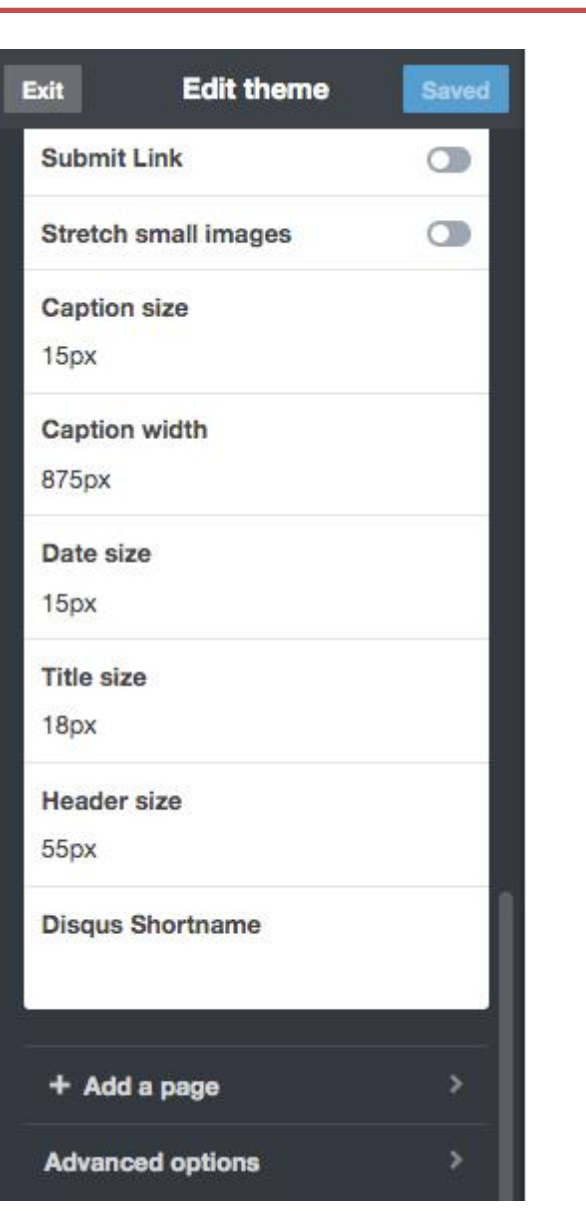 Exit Edit theme Saved
Submit Link
Stretch small images
Caption size
15px
Caption width
875px
Date size
15px
Title size
18px
Header size
55px
Disqus Shortname
+ Add a page >
Advanced options >